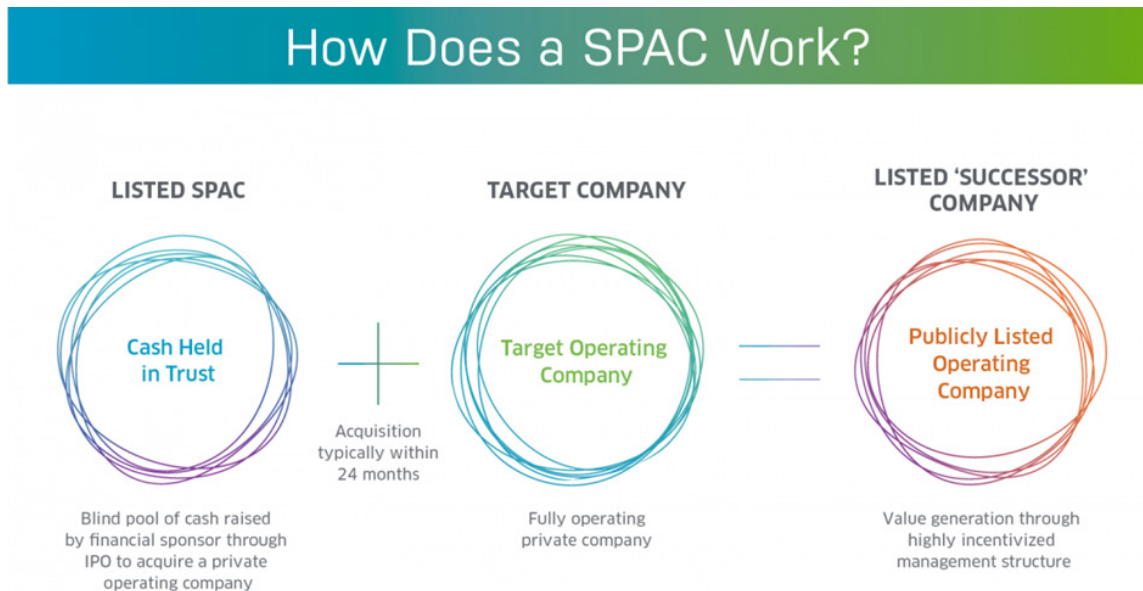 How Does a SPAC Work?
LISTED SPAC
Cash Held
in Trust
Blind pool of cash raised
by financial sponsor through
IPO to acquire a private
operating company
Acquisition
typically within
24 months
TARGET COMPANY
Target Operating
Company
Fully operating
private company
LISTED ‘SUCCESSOR’
COMPANY
Publicly Listed
Operating
Company
Value generation through
highly incentivized
management structure